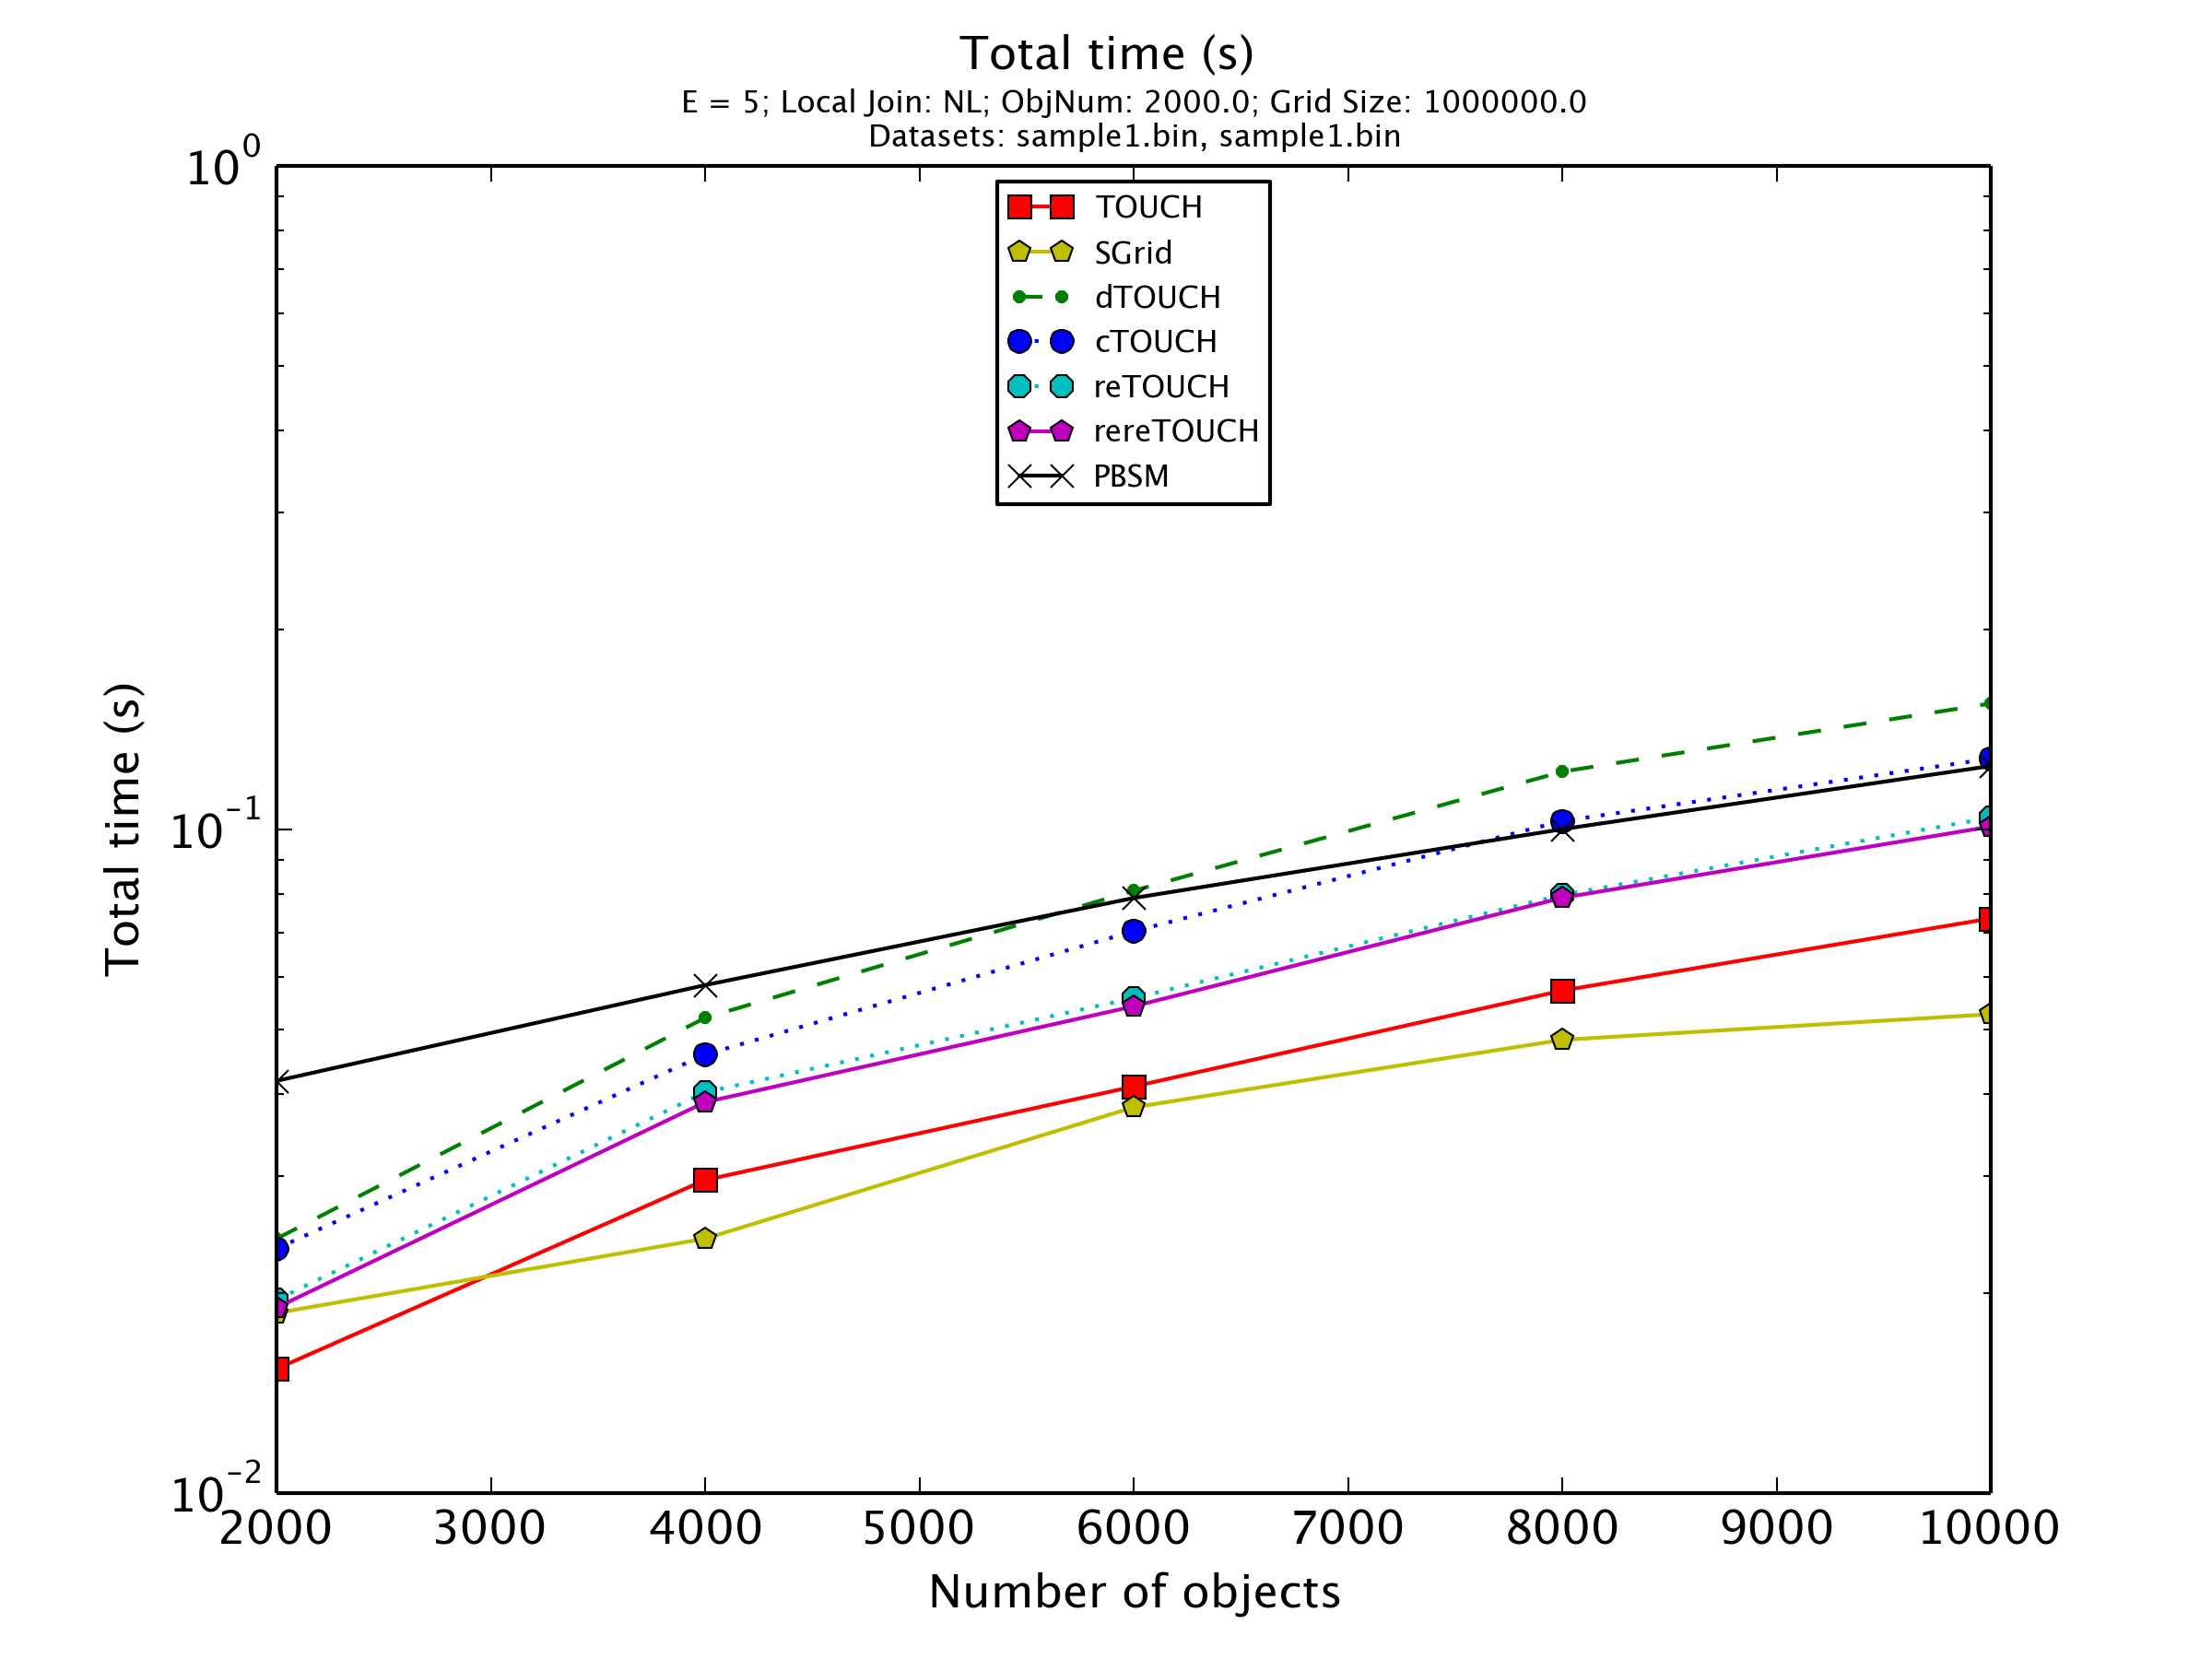 Total time (s)
E = 5; Local Join: NL; ObjNum: 2000.0; Grid Size: 1000000.0
Datasets: sample1.bin, sample1.bin
10^0
TOUCH
SGrid
dTOUCH
cTOUCH
reTOUCH
rereTOUCH
PBSM
Total time (s)
10^-1
10^-2
2000 3000 4000 5000 6000 7000 8000 9000 10000
Number of objects